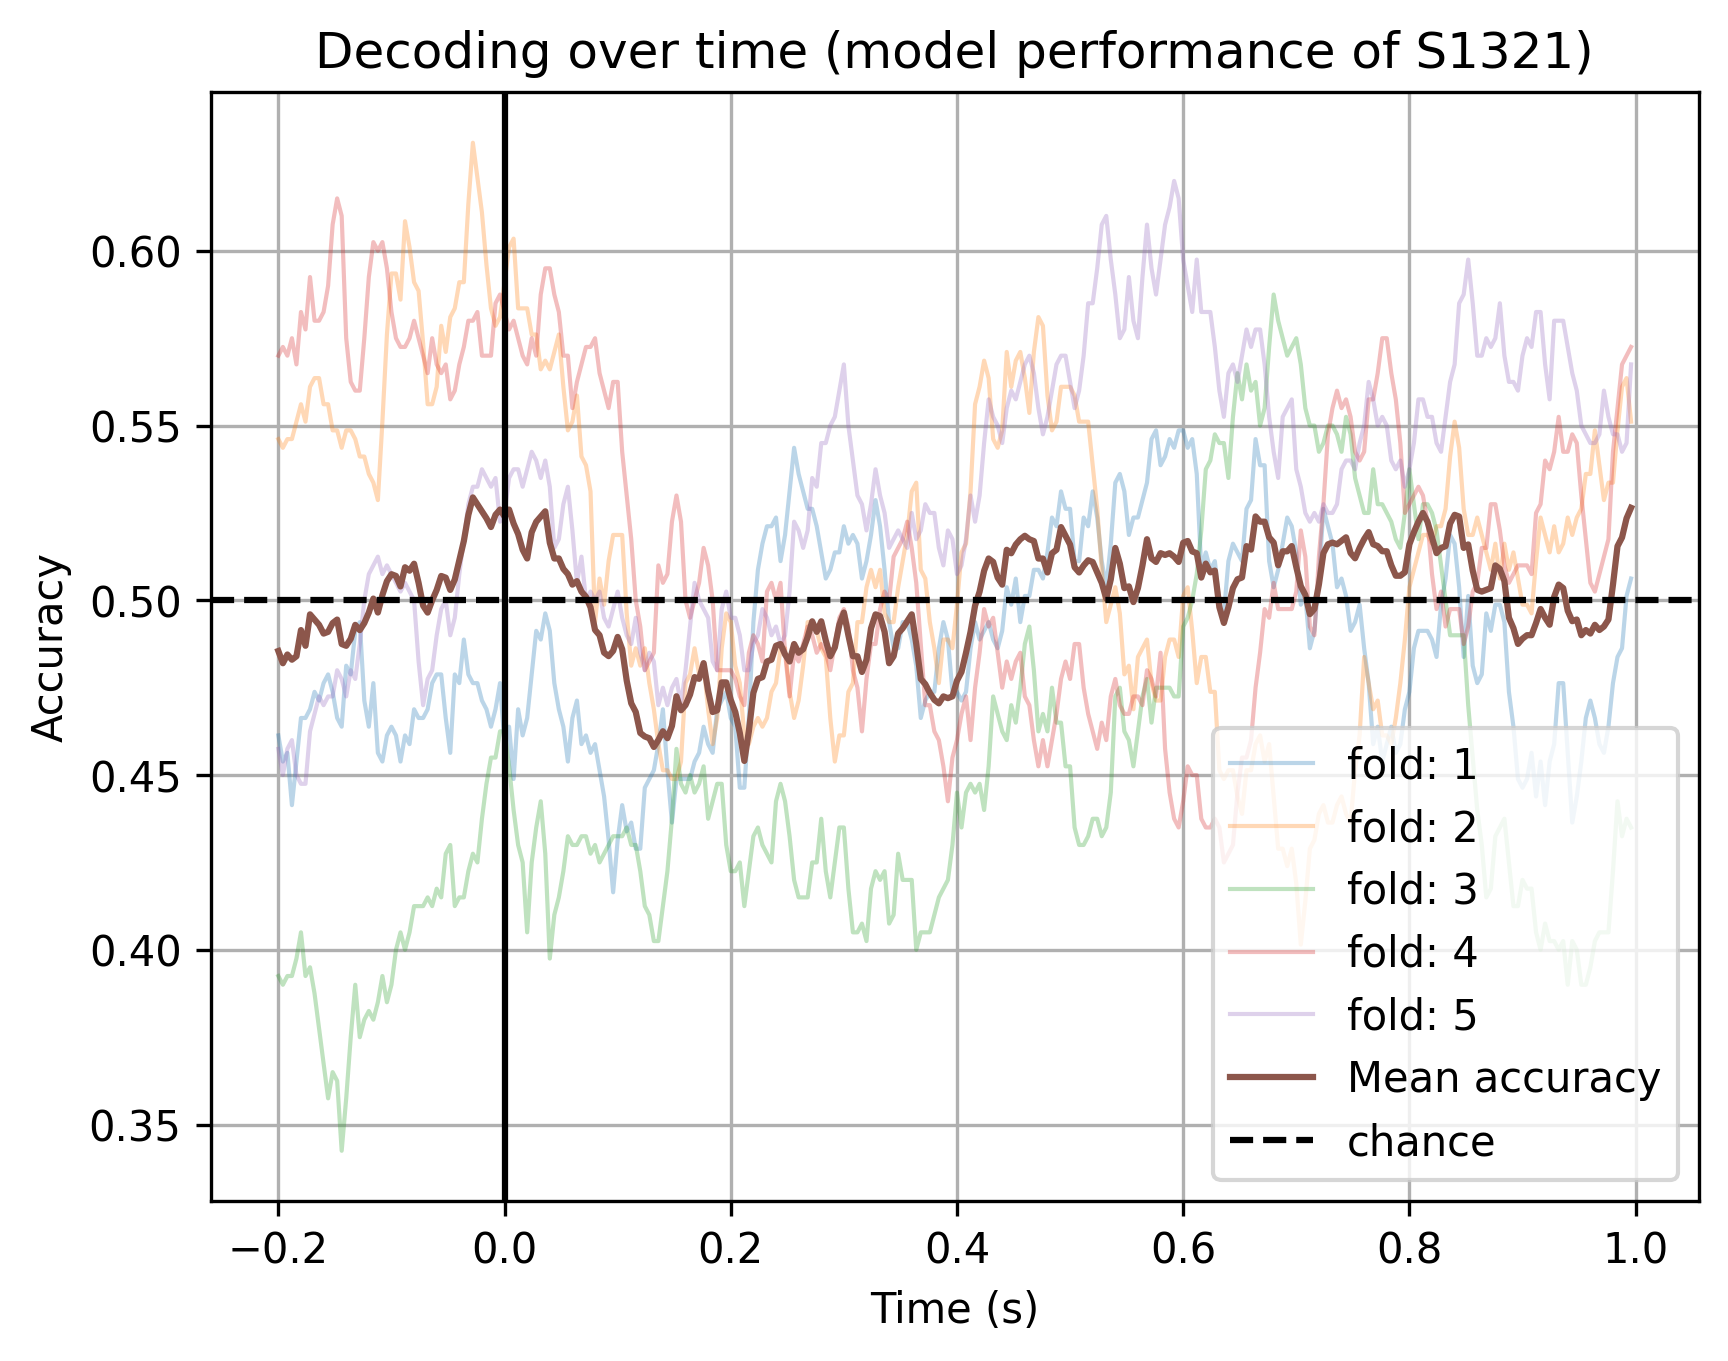 Decoding over time (model performance of S1321)
Accuracy
0.60
0.55
0.50
0.45
0.40
0.35
−0.2
0.0
0.2
0.4
0.6
0.8
1.0
Time (s)
fold: 1
fold: 2
fold: 3
fold: 4
fold: 5
Mean accuracy
chance